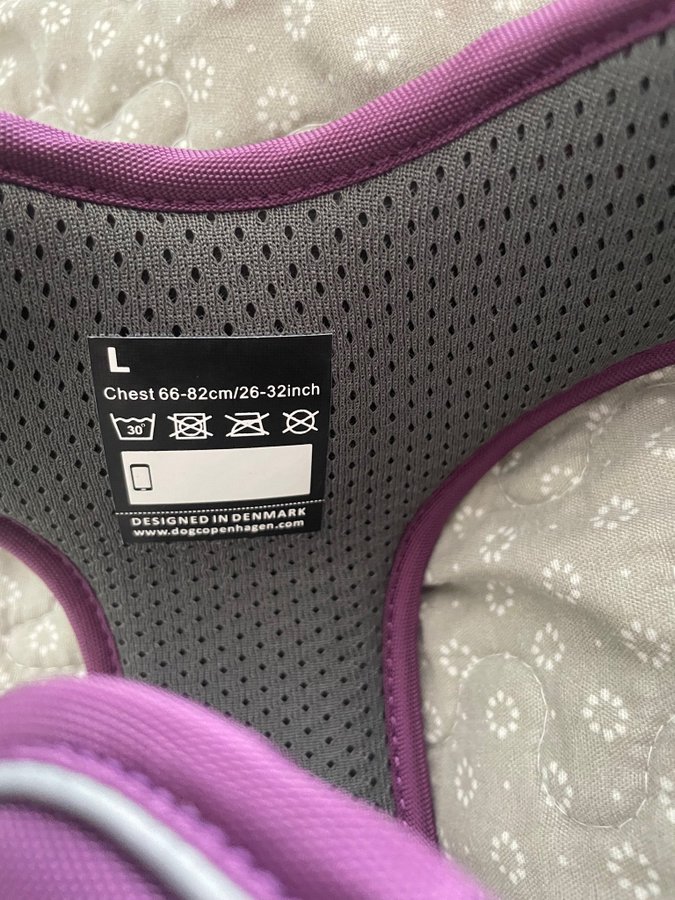 L
Chest 66-82cm/26-32inch
30°
DESIGNED IN DENMARK
www.dogcopenhagen.com